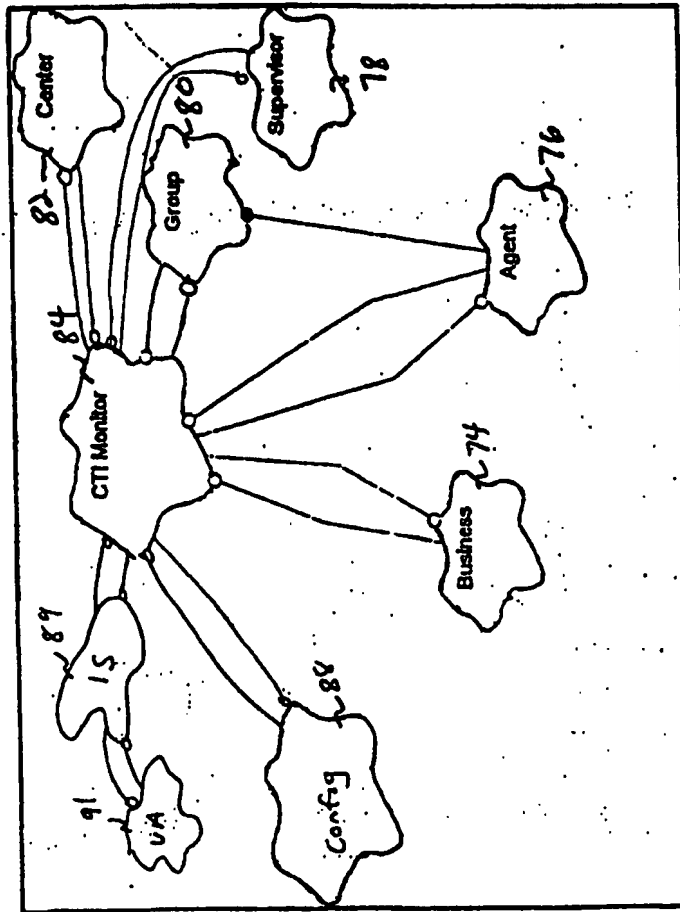 91
UA
89
IS
84
CTI Monitor
82
Center
80
Group
Supervisor
78
88
Config
74
Business
76
Agent